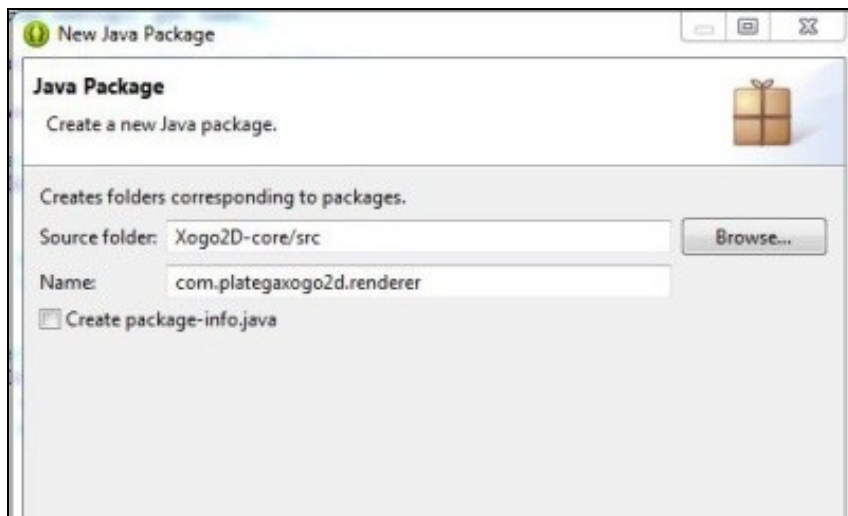 New Java Package
Java Package
Create a new Java package.
Creates folders corresponding to packages.
Source folder: Xogo2D-core/src Browse...
Name: com.plategaxogo2d.renderer
Create package-info.java